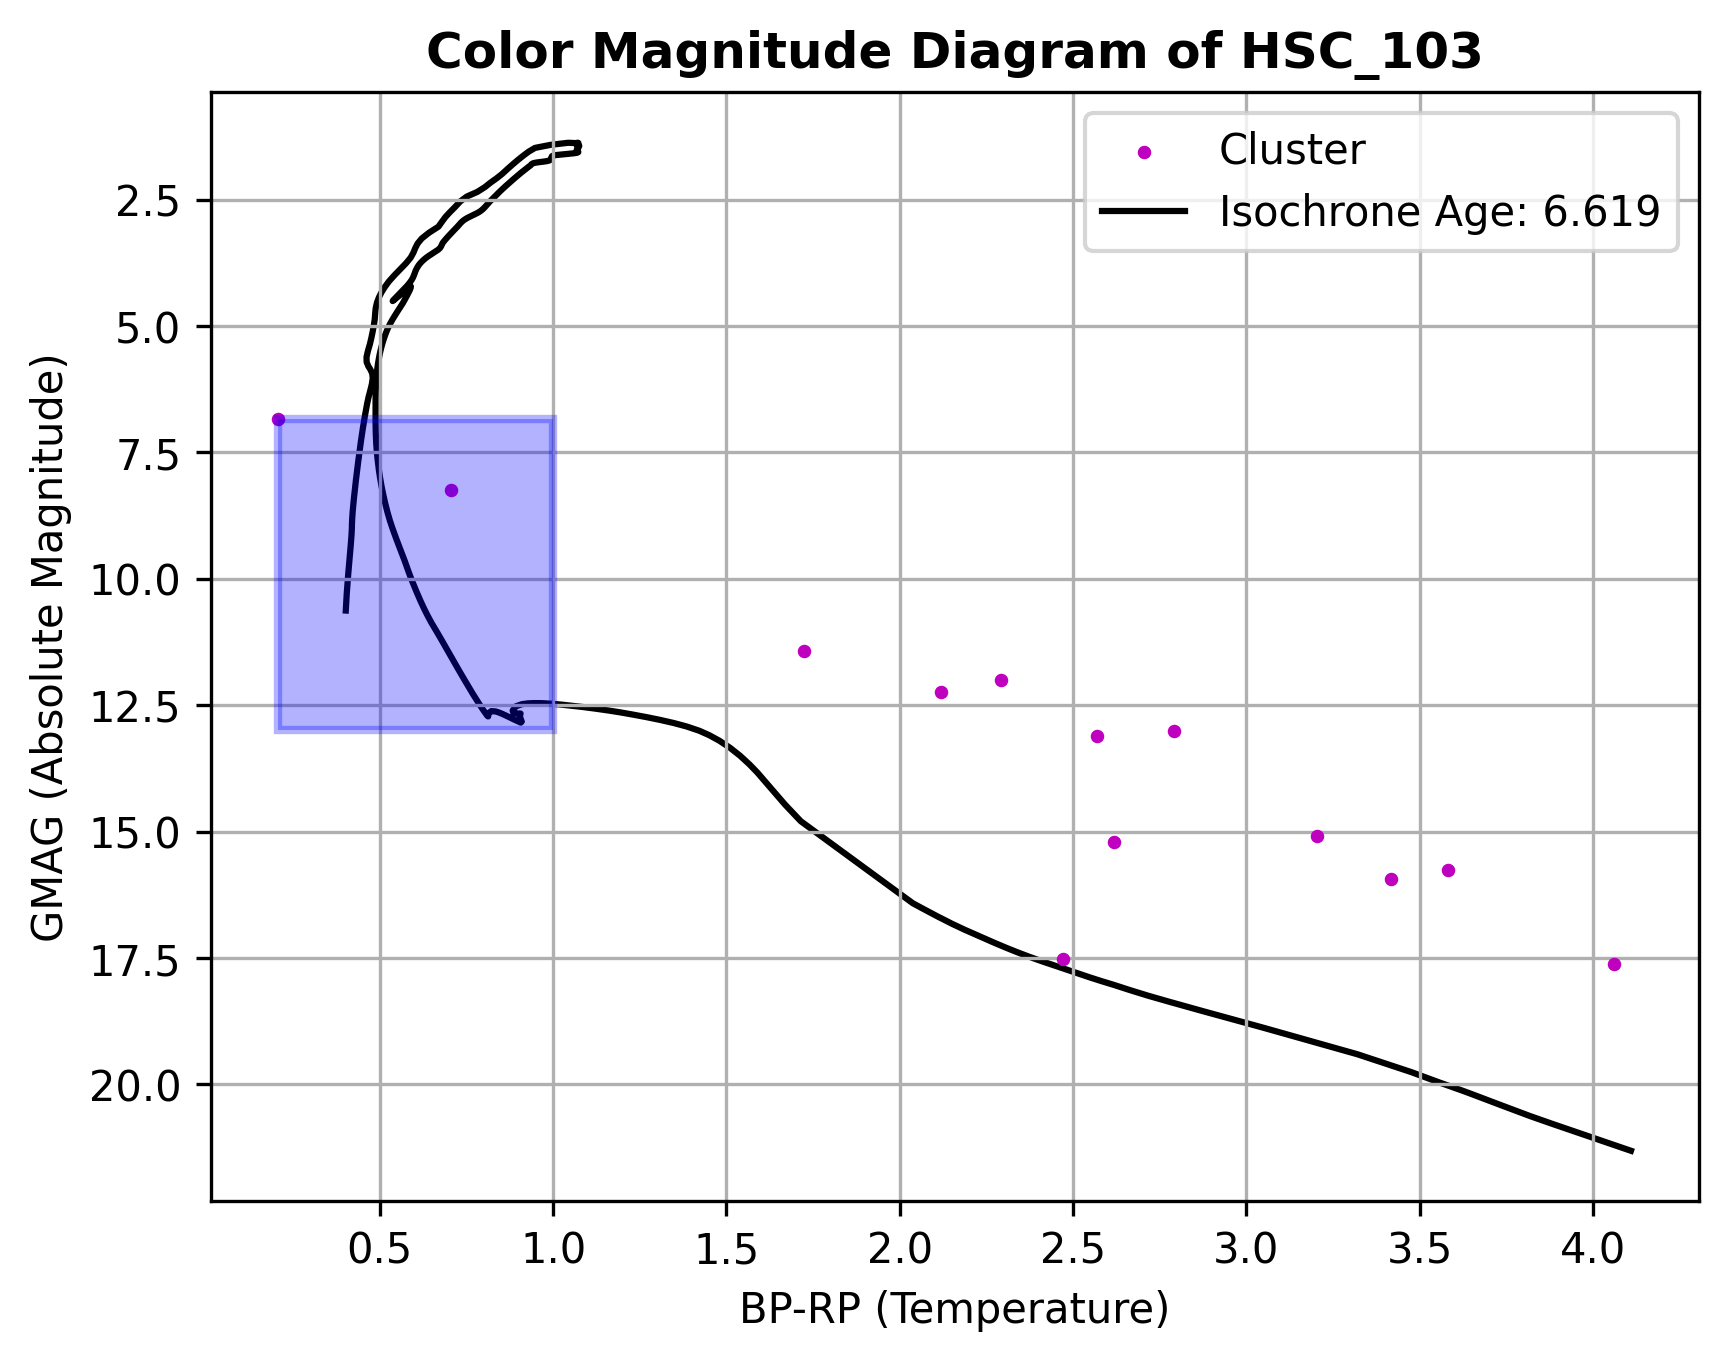 Color Magnitude Diagram of HSC_103
Cluster
Isochrone Age: 6.619
GMAG (Absolute Magnitude)
2.5
5.0
7.5
10.0
12.5
15.0
17.5
20.0
0.5 1.0 1.5 2.0 2.5 3.0 3.5 4.0
BP-RP (Temperature)